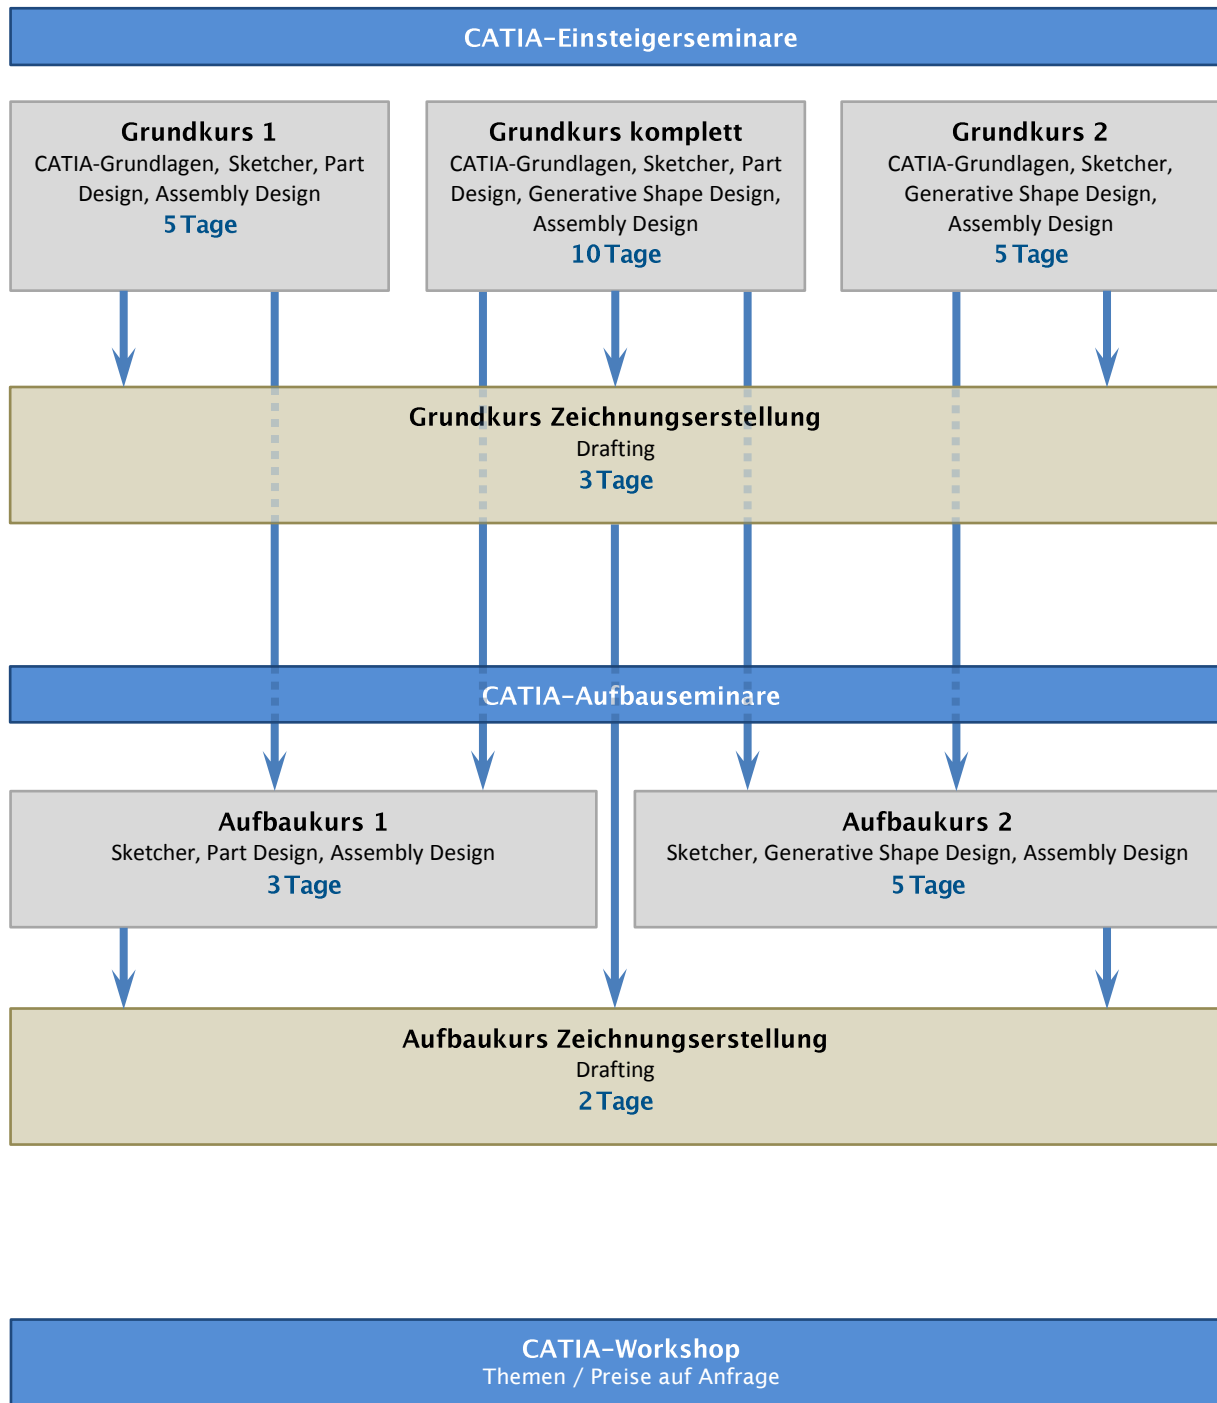 CATIA–Einsteigerseminare
Grundkurs 1
CATIA-Grundlagen, Sketcher, Part
Design, Assembly Design
5 Tage
Grundkurs komplett
CATIA-Grundlagen, Sketcher, Part
Design, Generative Shape Design,
Assembly Design
10 Tage
Grundkurs 2
CATIA-Grundlagen, Sketcher,
Generative Shape Design,
Assembly Design
5 Tage
Grundkurs Zeichnungserstellung
Drafting
3 Tage
CATIA–Aufbauseminare
Aufbaukurs 1
Sketcher, Part Design, Assembly Design
3 Tage
Aufbaukurs 2
Sketcher, Generative Shape Design, Assembly Design
5 Tage
Aufbaukurs Zeichnungserstellung
Drafting
2 Tage
CATIA–Workshop
Themen / Preise auf Anfrage